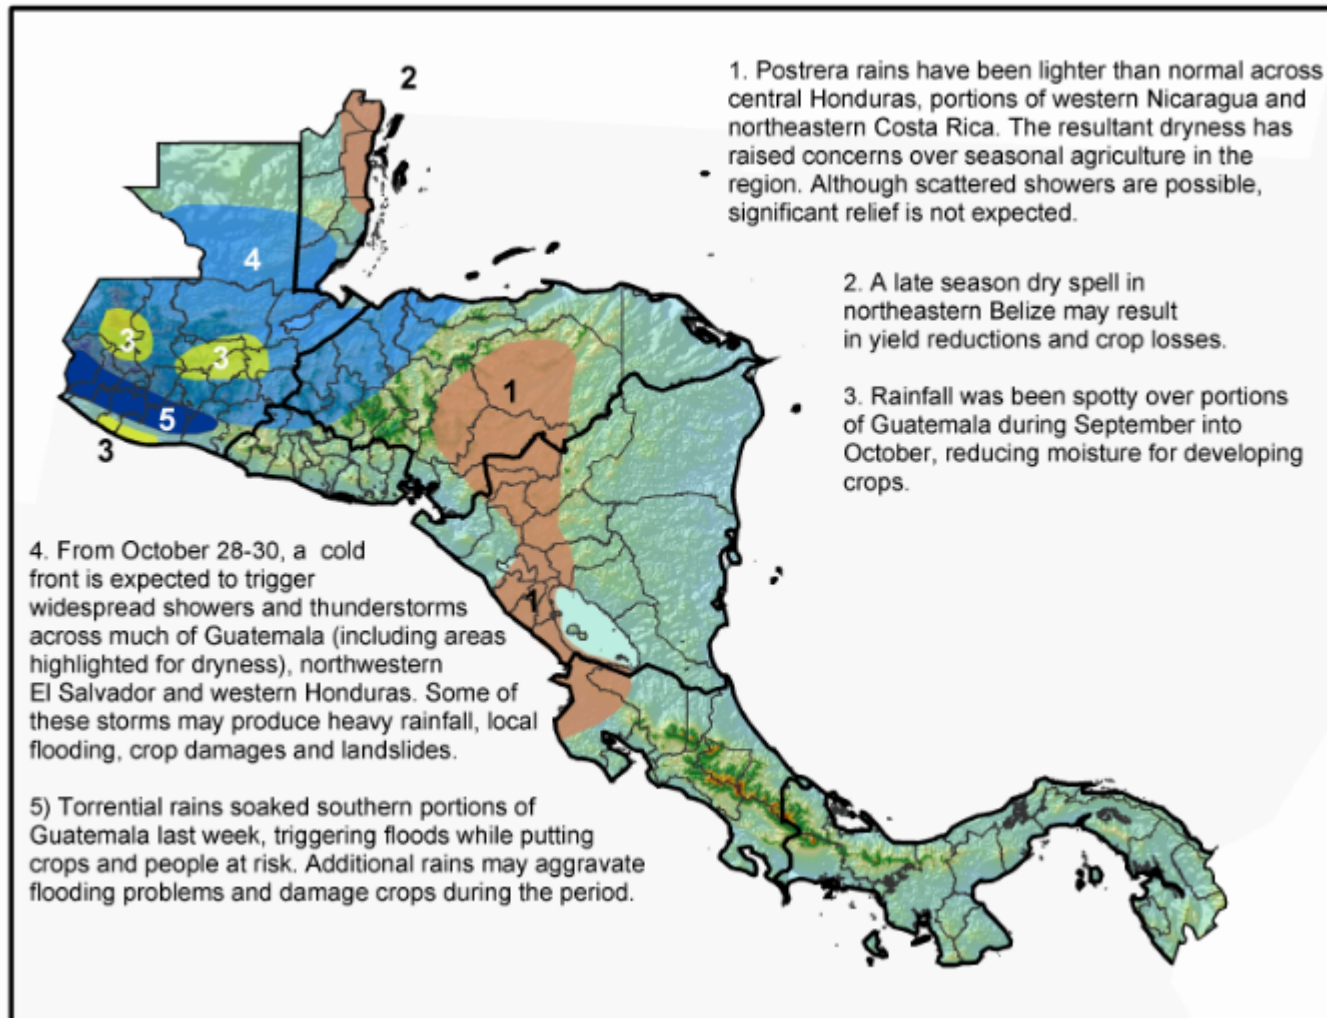 2
1. Postrera rains have been lighter than normal across
central Honduras, portions of western Nicaragua and
northeastern Costa Rica. The resultant dryness has
raised concerns over seasonal agriculture in the
region. Although scattered showers are possible,
significant relief is not expected.
4
2. A late season dry spell in
northeastern Belize may result
in yield reductions and crop losses.
3
3
1
3. Rainfall was been spotty over portions
of Guatemala during September into
October, reducing moisture for developing
crops.
5
3
4. From October 28-30, a cold
front is expected to trigger
widespread showers and thunderstorms
across much of Guatemala (including areas
highlighted for dryness), northwestern
El Salvador and western Honduras. Some of
these storms may produce heavy rainfall, local
flooding, crop damages and landslides.
1
5) Torrential rains soaked southern portions of
Guatemala last week, triggering floods while putting
crops and people at risk. Additional rains may aggravate
flooding problems and damage crops during the period.